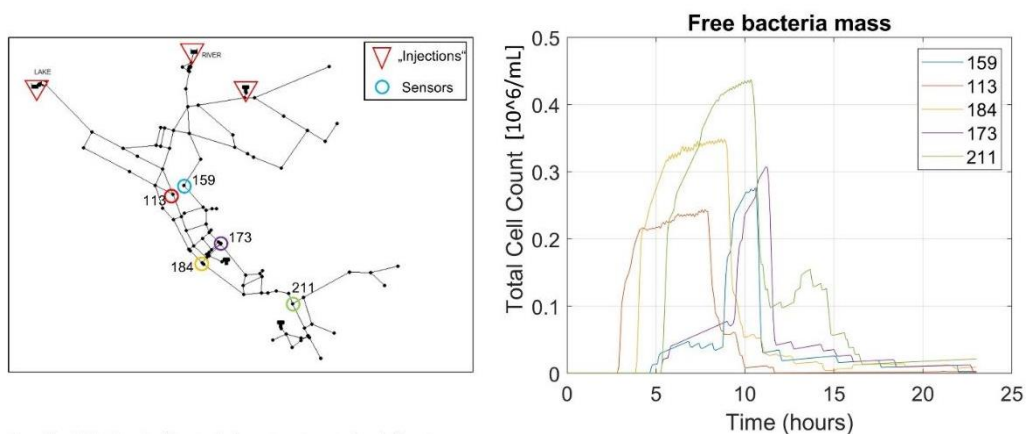 LAKE
RIVER
„Injections“
Sensors
159
113
173
184
211
Free bacteria mass
Total Cell Count [10^6/mL]
0.5
0.4
0.3
0.2
0.1
0
0 5 10 15 20 25
Time (hours)
159
113
184
173
211